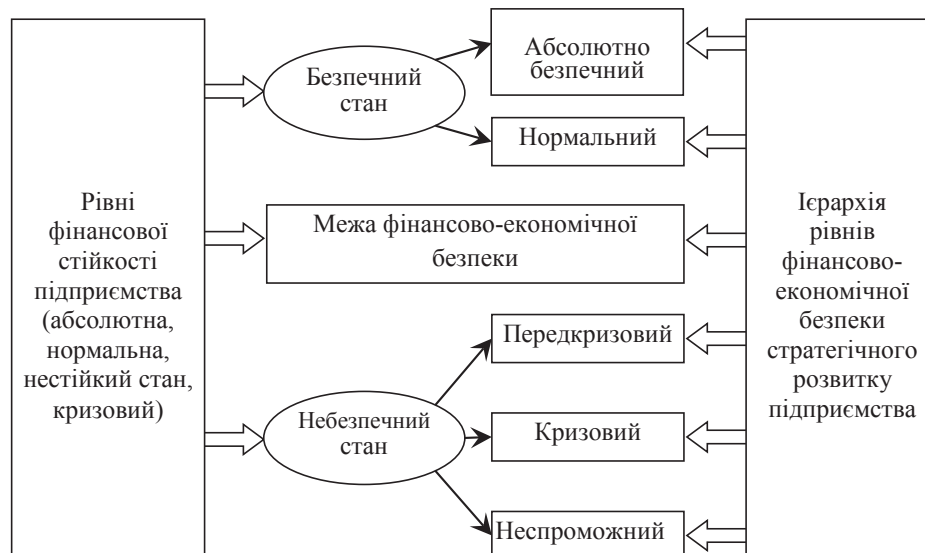 Рівні
фінансової
стійкості
підприємства
(абсолютна,
нормальна,
нестійкий стан,
кризовий)
Безпечний
стан
Абсолютно
безпечний
Нормальний
Межа фінансово-економічної
безпеки
Небезпечний
стан
Передкризовий
Кризовий
Неспроможний
Ієрархія
рівнів
фінансово-
економічної
безпеки
стратегічного
розвитку
підприємства